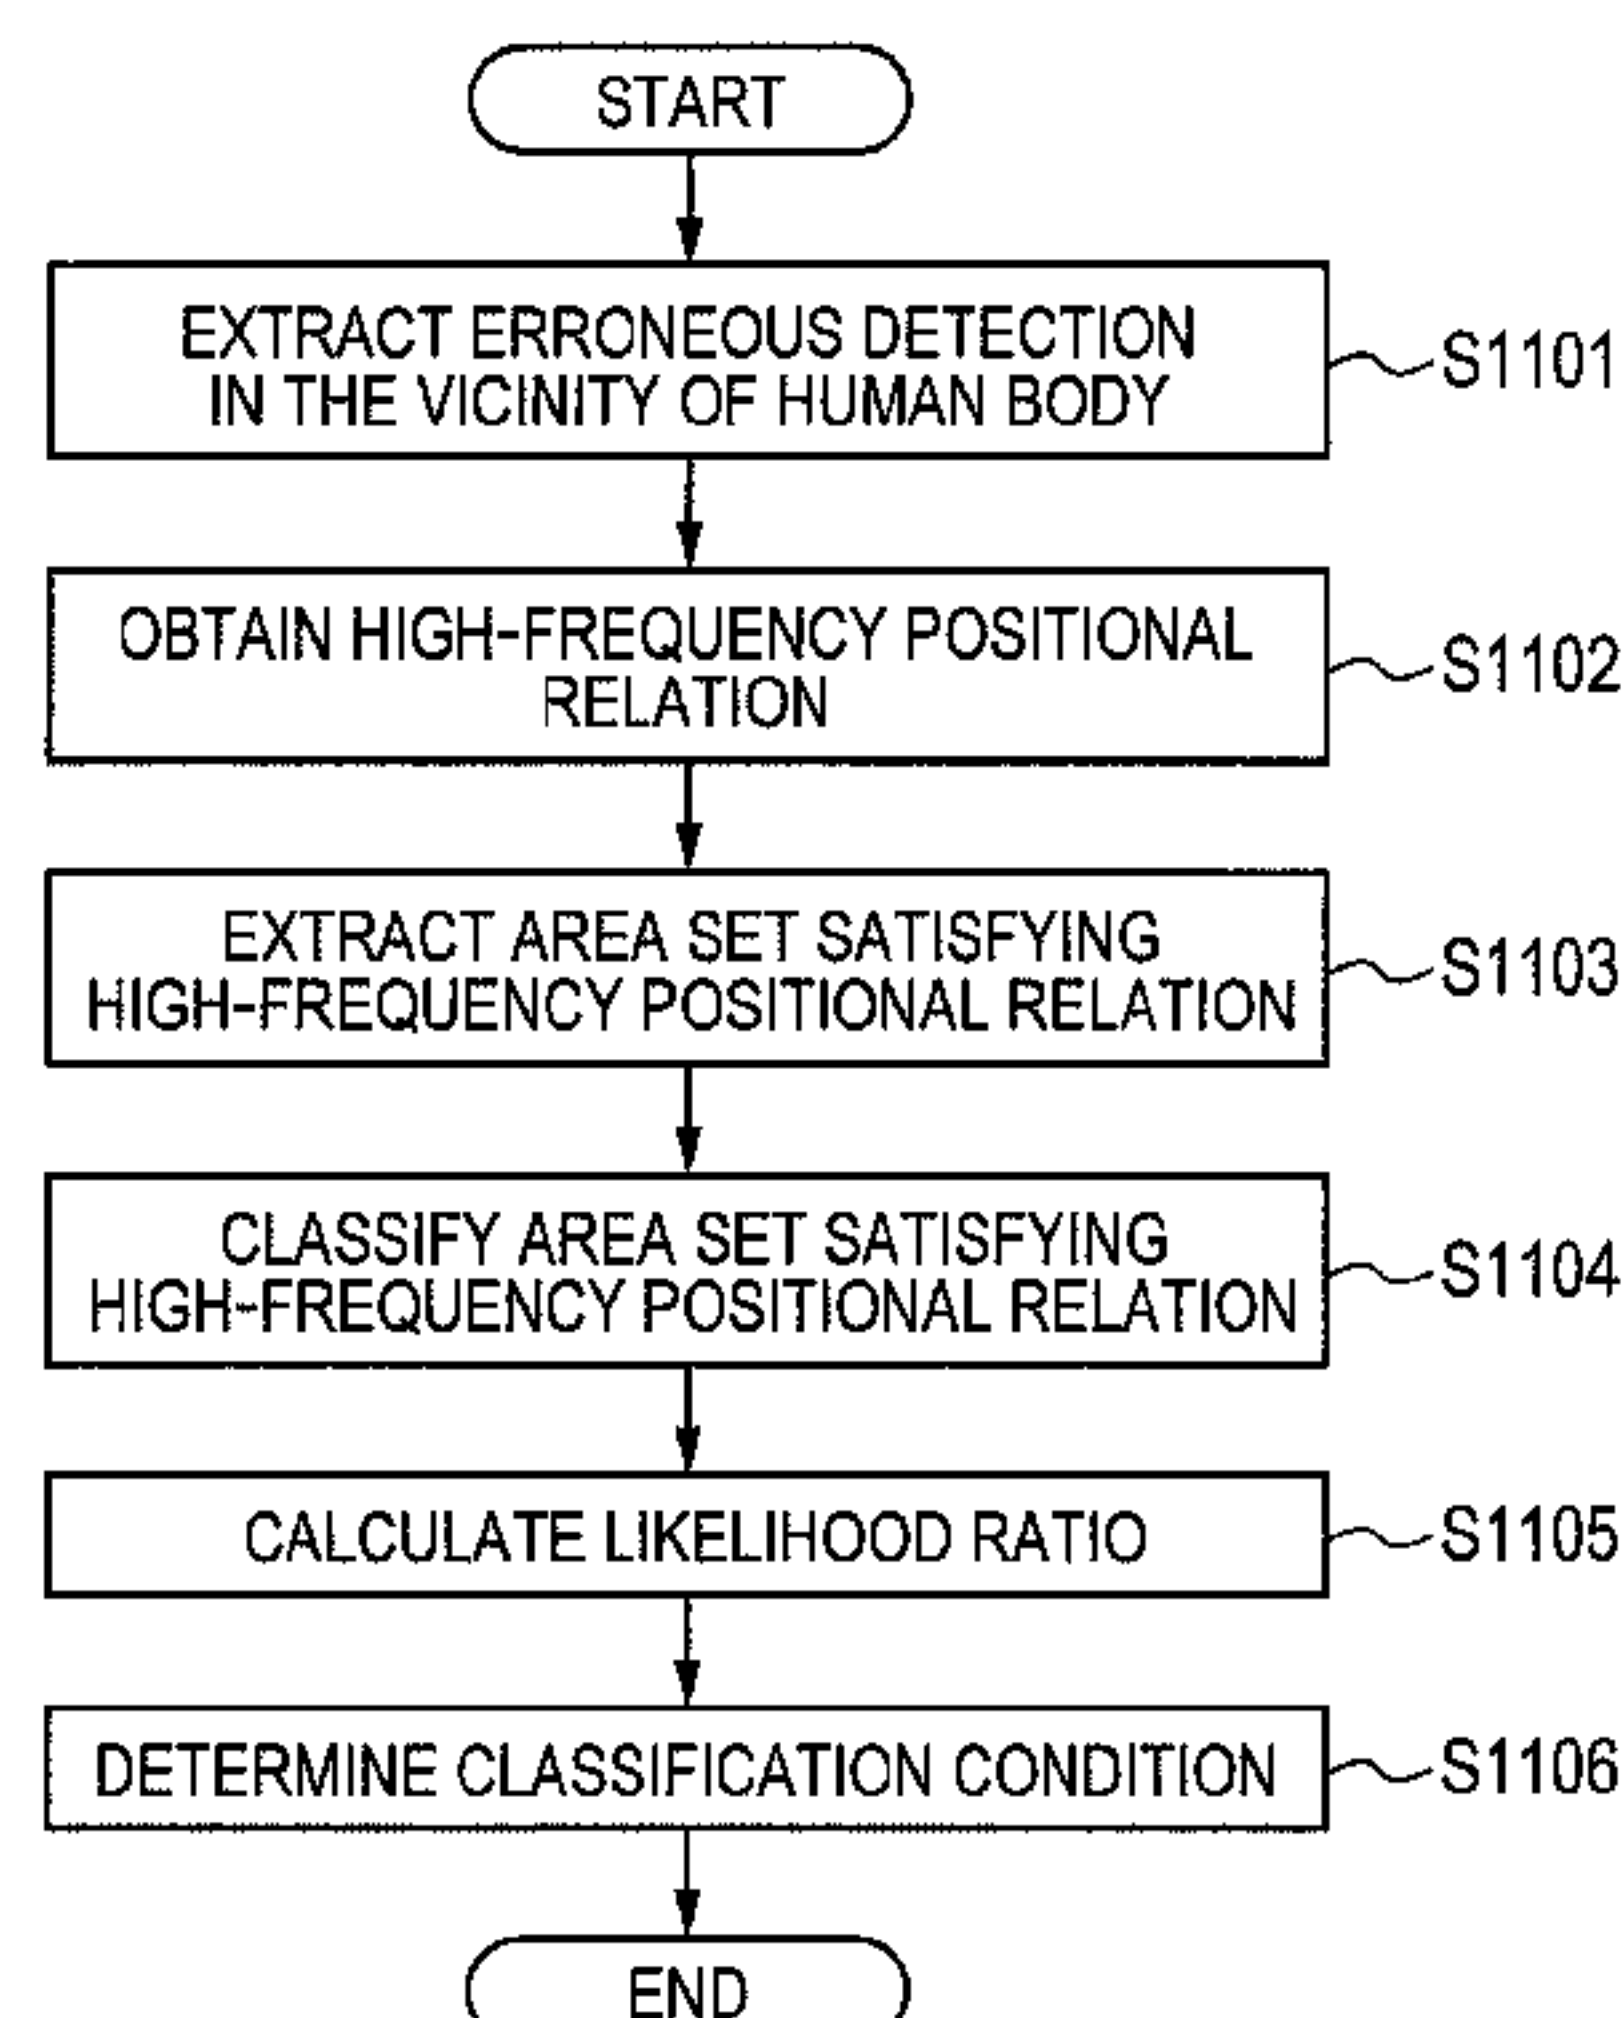 START
EXTRACT ERRONEOUS DETECTION
IN THE VICINITY OF HUMAN BODY
S1101
OBTAIN HIGH-FREQUENCY POSITIONAL
RELATION
S1102
EXTRACT AREA SET SATISFYING
HIGH-FREQUENCY POSITIONAL RELATION
S1103
CLASSIFY AREA SET SATISFYING
HIGH-FREQUENCY POSITIONAL RELATION
S1104
CALCULATE LIKELIHOOD RATIO
S1105
DETERMINE CLASSIFICATION CONDITION
S1106
END